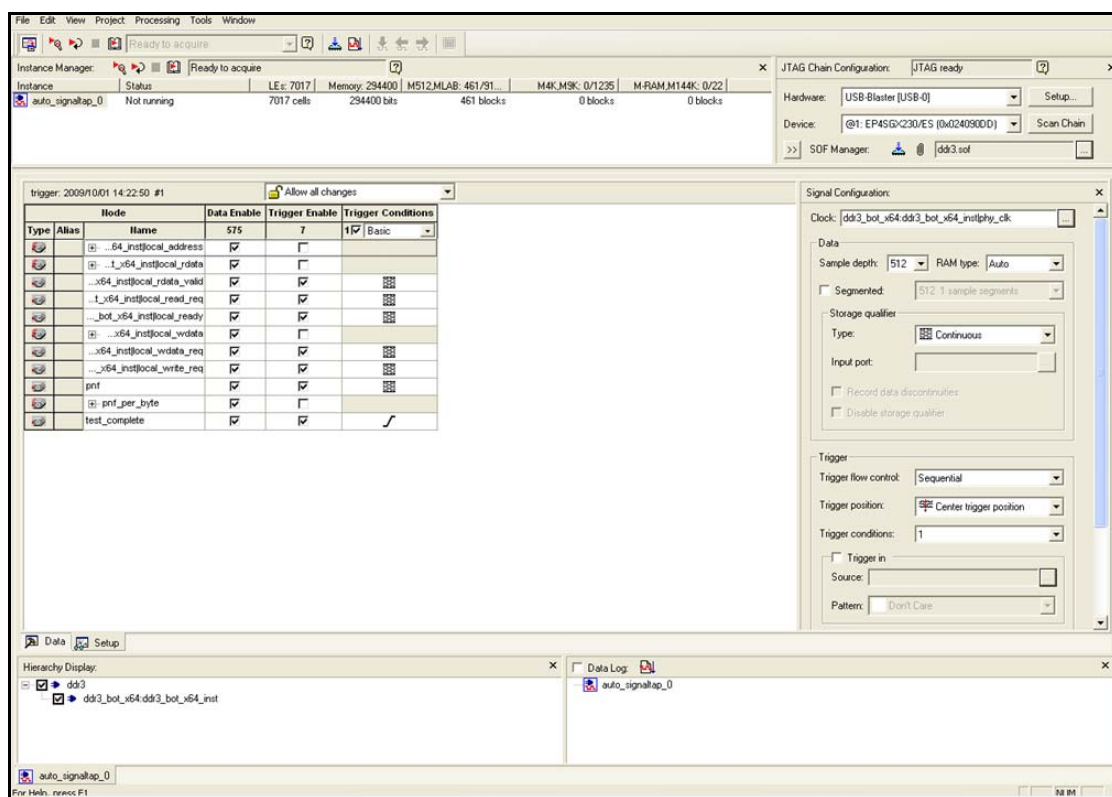 File Edit View Project Processing Tools Window
Ready to acquire
Instance Manager: Ready to acquire
Instance Status LEs: 7017 Memory: 294400 M512,MLAB: 461/91... M4K,M9K: 0/1235 M-RAM,M144K: 0/22
auto_signaltap_0 Not running 7017 cells 294400 bits 461 blocks 0 blocks 0 blocks
JTAG Chain Configuration: JTAG ready
Hardware: USB-Blaster [USB-0] Setup...
Device: @1: EP4SGX230/ES (0x024090DD) Scan Chain
>> SOF Manager: ddr3.sof ...
trigger: 2009/10/01 14:22:50 #1 Allow all changes
Node Data Enable Trigger Enable Trigger Conditions
Type Alias Name 575 7 1 Basic
...64_inst|local_address
...t_x64_inst|local_rdata
...x64_inst|local_rdata_valid
...t_x64_inst|local_read_req
..._bot_x64_inst|local_ready
...x64_inst|local_wdata
...x64_inst|local_wdata_req
..._x64_inst|local_write_req
pnf
pnf_per_byte
test_complete
Signal Configuration:
Clock: ddr3_bot_x64:ddr3_bot_x64_inst|phy_clk ...
Data
Sample depth: 512 RAM type: Auto
Segmented: 512 1 sample segments
Storage qualifier
Type: Continuous
Input port:
Record data discontinuities
Disable storage qualifier
Trigger
Trigger flow control: Sequential
Trigger position: Center trigger position
Trigger conditions: 1
Trigger in
Source:
Pattern: Don't Care
Data Setup
Hierarchy Display:
ddr3
ddr3_bot_x64:ddr3_bot_x64_inst
Data Log:
auto_signaltap_0
auto_signaltap_0
For Help, press F1 NUM